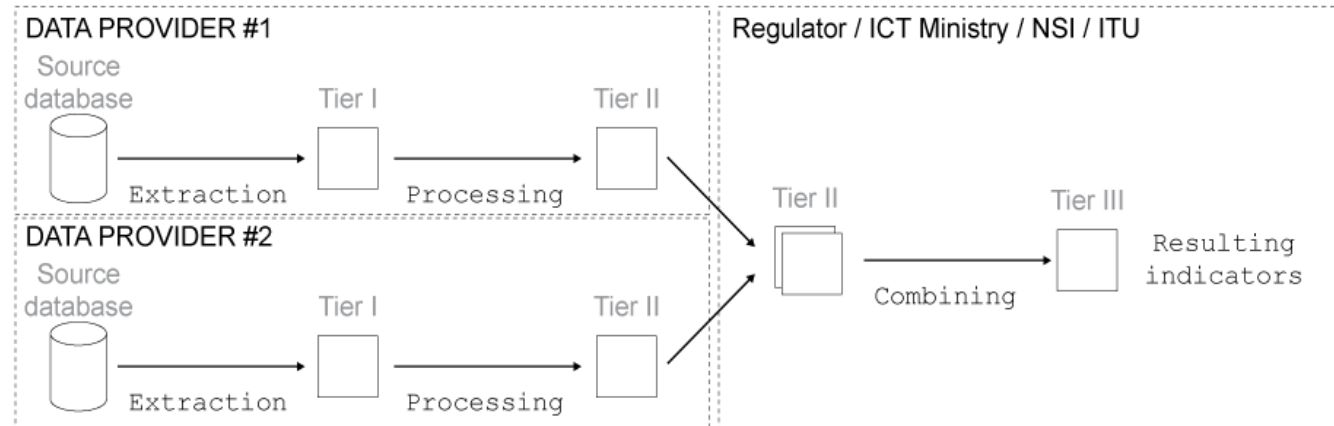 DATA PROVIDER #1
Source
database
Tier I
Tier II
Extraction
Processing
DATA PROVIDER #2
Source
database
Tier I
Tier II
Extraction
Processing
Regulator / ICT Ministry / NSI / ITU
Tier II
Tier III
Combining
Resulting
indicators